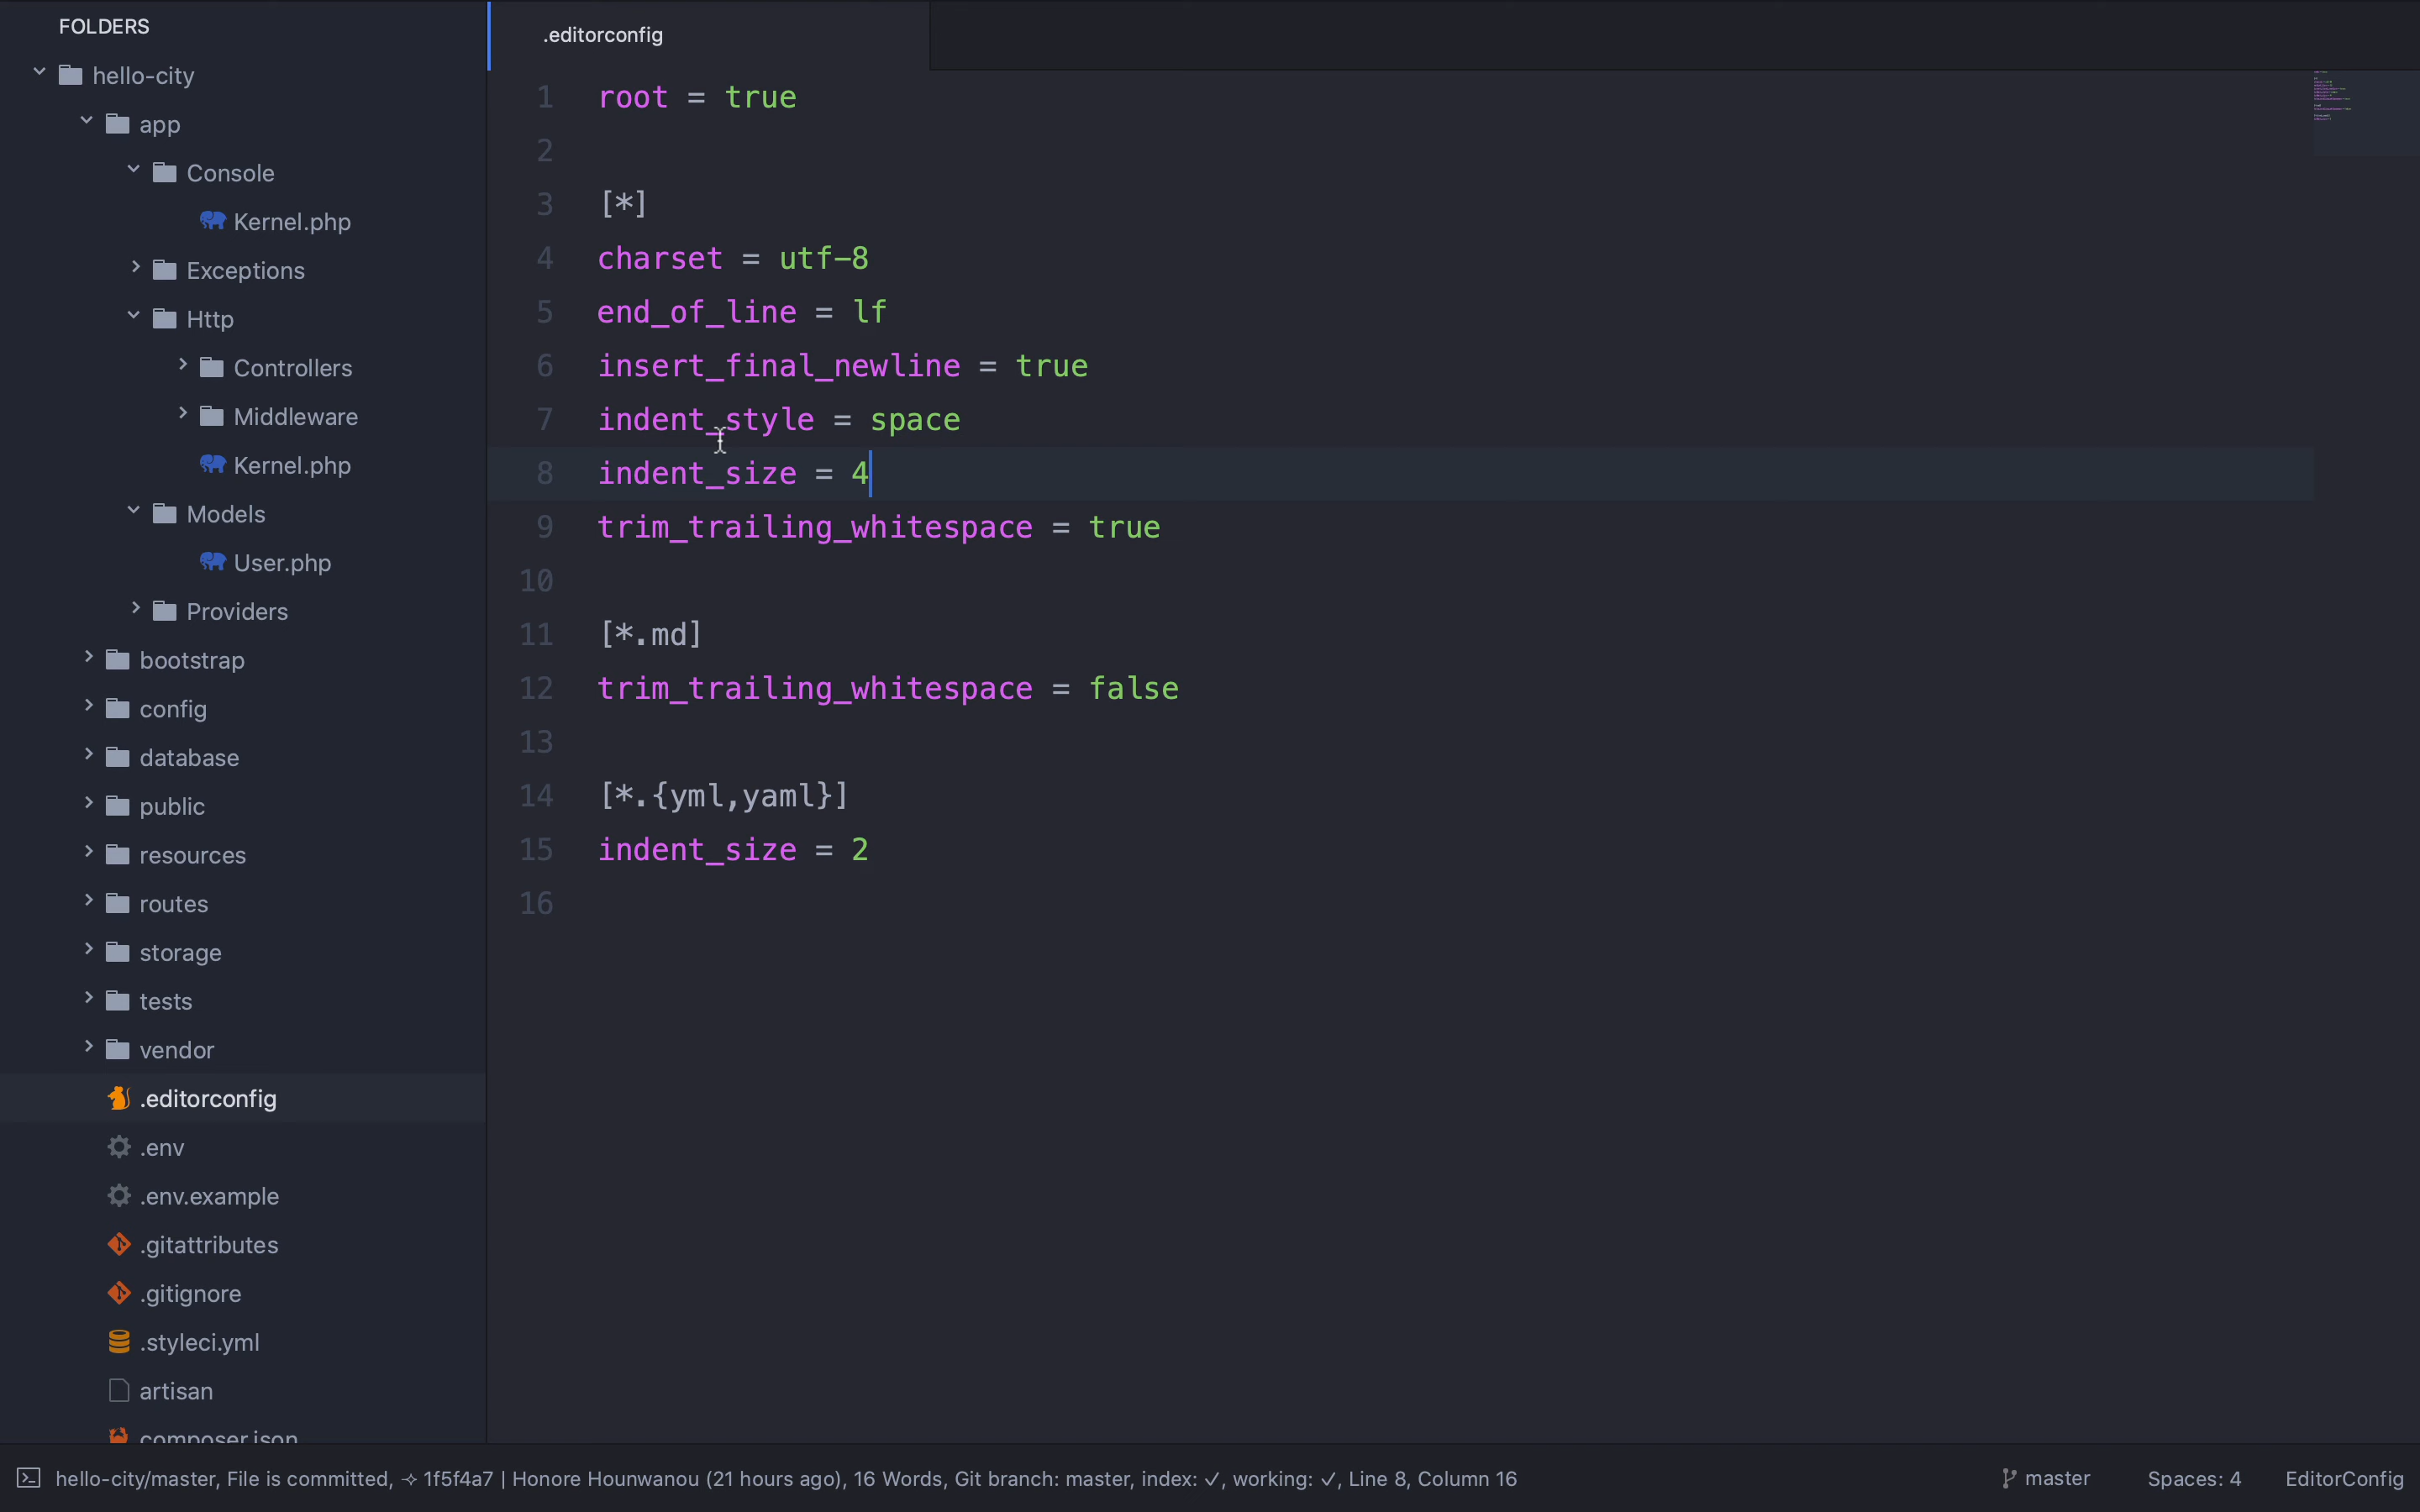 FOLDERS
hello-city
app
Console
Kernel.php
Exceptions
Http
Controllers
Middleware
Kernel.php
Models
User.php
Providers
bootstrap
config
database
public
resources
routes
storage
tests
vendor
.editorconfig
.env
.env.example
.gitattributes
.gitignore
.styleci.yml
artisan
composer.json
.editorconfig
1 root = true
2
3 [*]
4 charset = utf-8
5 end_of_line = lf
6 insert_final_newline = true
7 indent_style = space
8 indent_size = 4
9 trim_trailing_whitespace = true
10
11 [*.md]
12 trim_trailing_whitespace = false
13
14 [*.{yml,yaml}]
15 indent_size = 2
16
hello-city/master, File is committed, 1f5f4a7 | Honore Hounwanou (21 hours ago), 16 Words, Git branch: master, index: ✓, working: ✓, Line 8, Column 16
master
Spaces: 4
EditorConfig